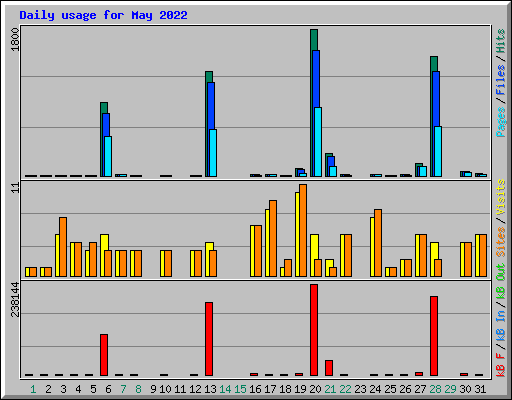 Daily usage for May 2022
1800
Pages / Files / Hits
11
Sites / Visits
238144
kB F / kB In / kB Out
1 2 3 4 5 6 7 8 9 10 11 12 13 14 15 16 17 18 19 20 21 22 23 24 25 26 27 28 29 30 31